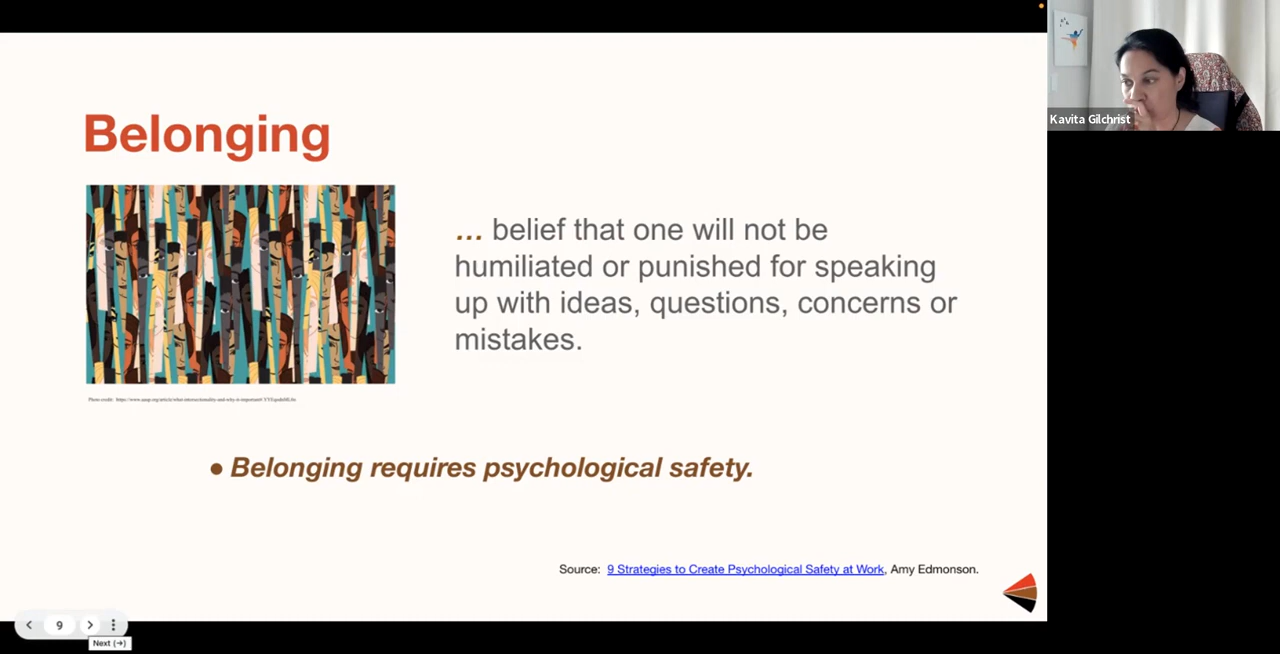 Belonging
... belief that one will not be
humiliated or punished for speaking
up with ideas, questions, concerns or
mistakes.
● Belonging requires psychological safety.
Source: 9 Strategies to Create Psychological Safety at Work, Amy Edmonson.
9
Next (→)
Kavita Gilchrist